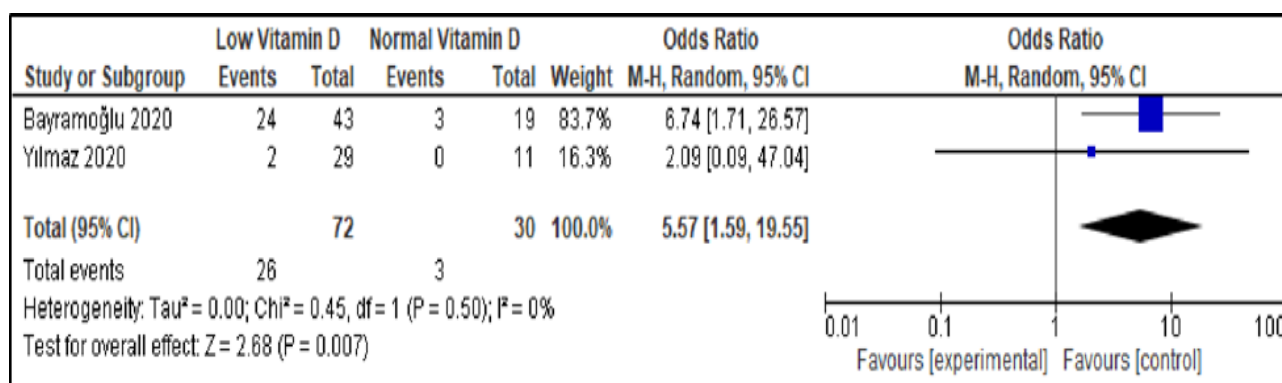 Low Vitamin D Normal Vitamin D Odds Ratio Odds Ratio
Study or Subgroup Events Total Events Total Weight M-H, Random, 95% CI M-H, Random, 95% CI
Bayramoğlu 2020 24 43 3 19 83.7% 6.74 [1.71, 26.57]
Yılmaz 2020 2 29 0 11 16.3% 2.09 [0.09, 47.04]
Total (95% CI) 72 30 100.0% 5.57 [1.59, 19.55]
Total events 26 3
Heterogeneity: Tau² = 0.00; Chi² = 0.45, df = 1 (P = 0.50); I² = 0%
Test for overall effect: Z = 2.68 (P = 0.007)
0.01 0.1 1 10 100
Favours [experimental] Favours [control]